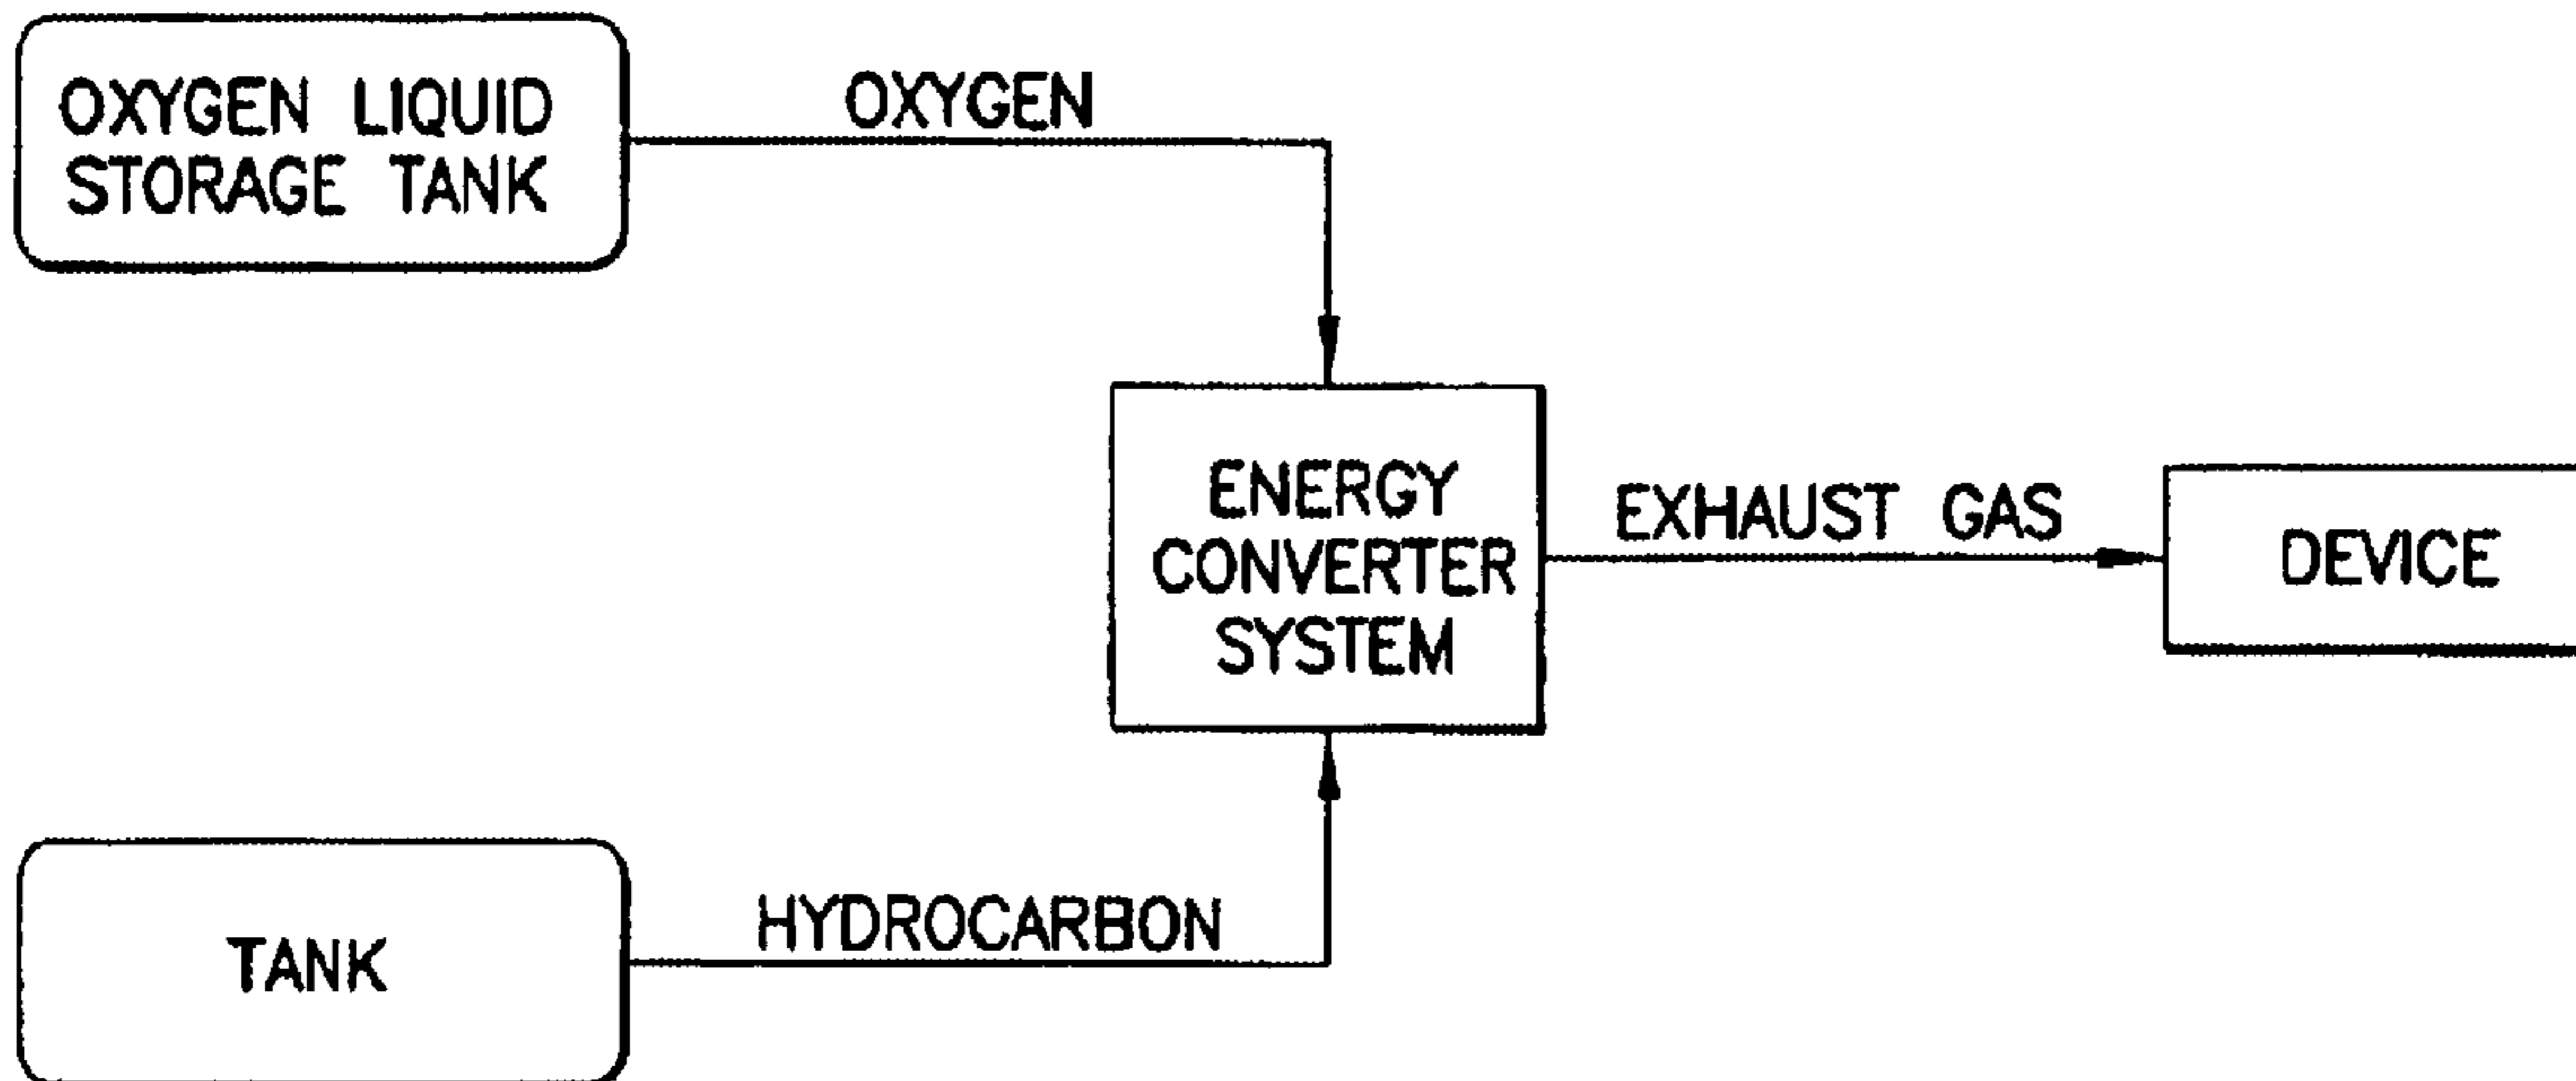 OXYGEN LIQUID
STORAGE TANK
OXYGEN
ENERGY
CONVERTER
SYSTEM
EXHAUST GAS
DEVICE
HYDROCARBON
TANK